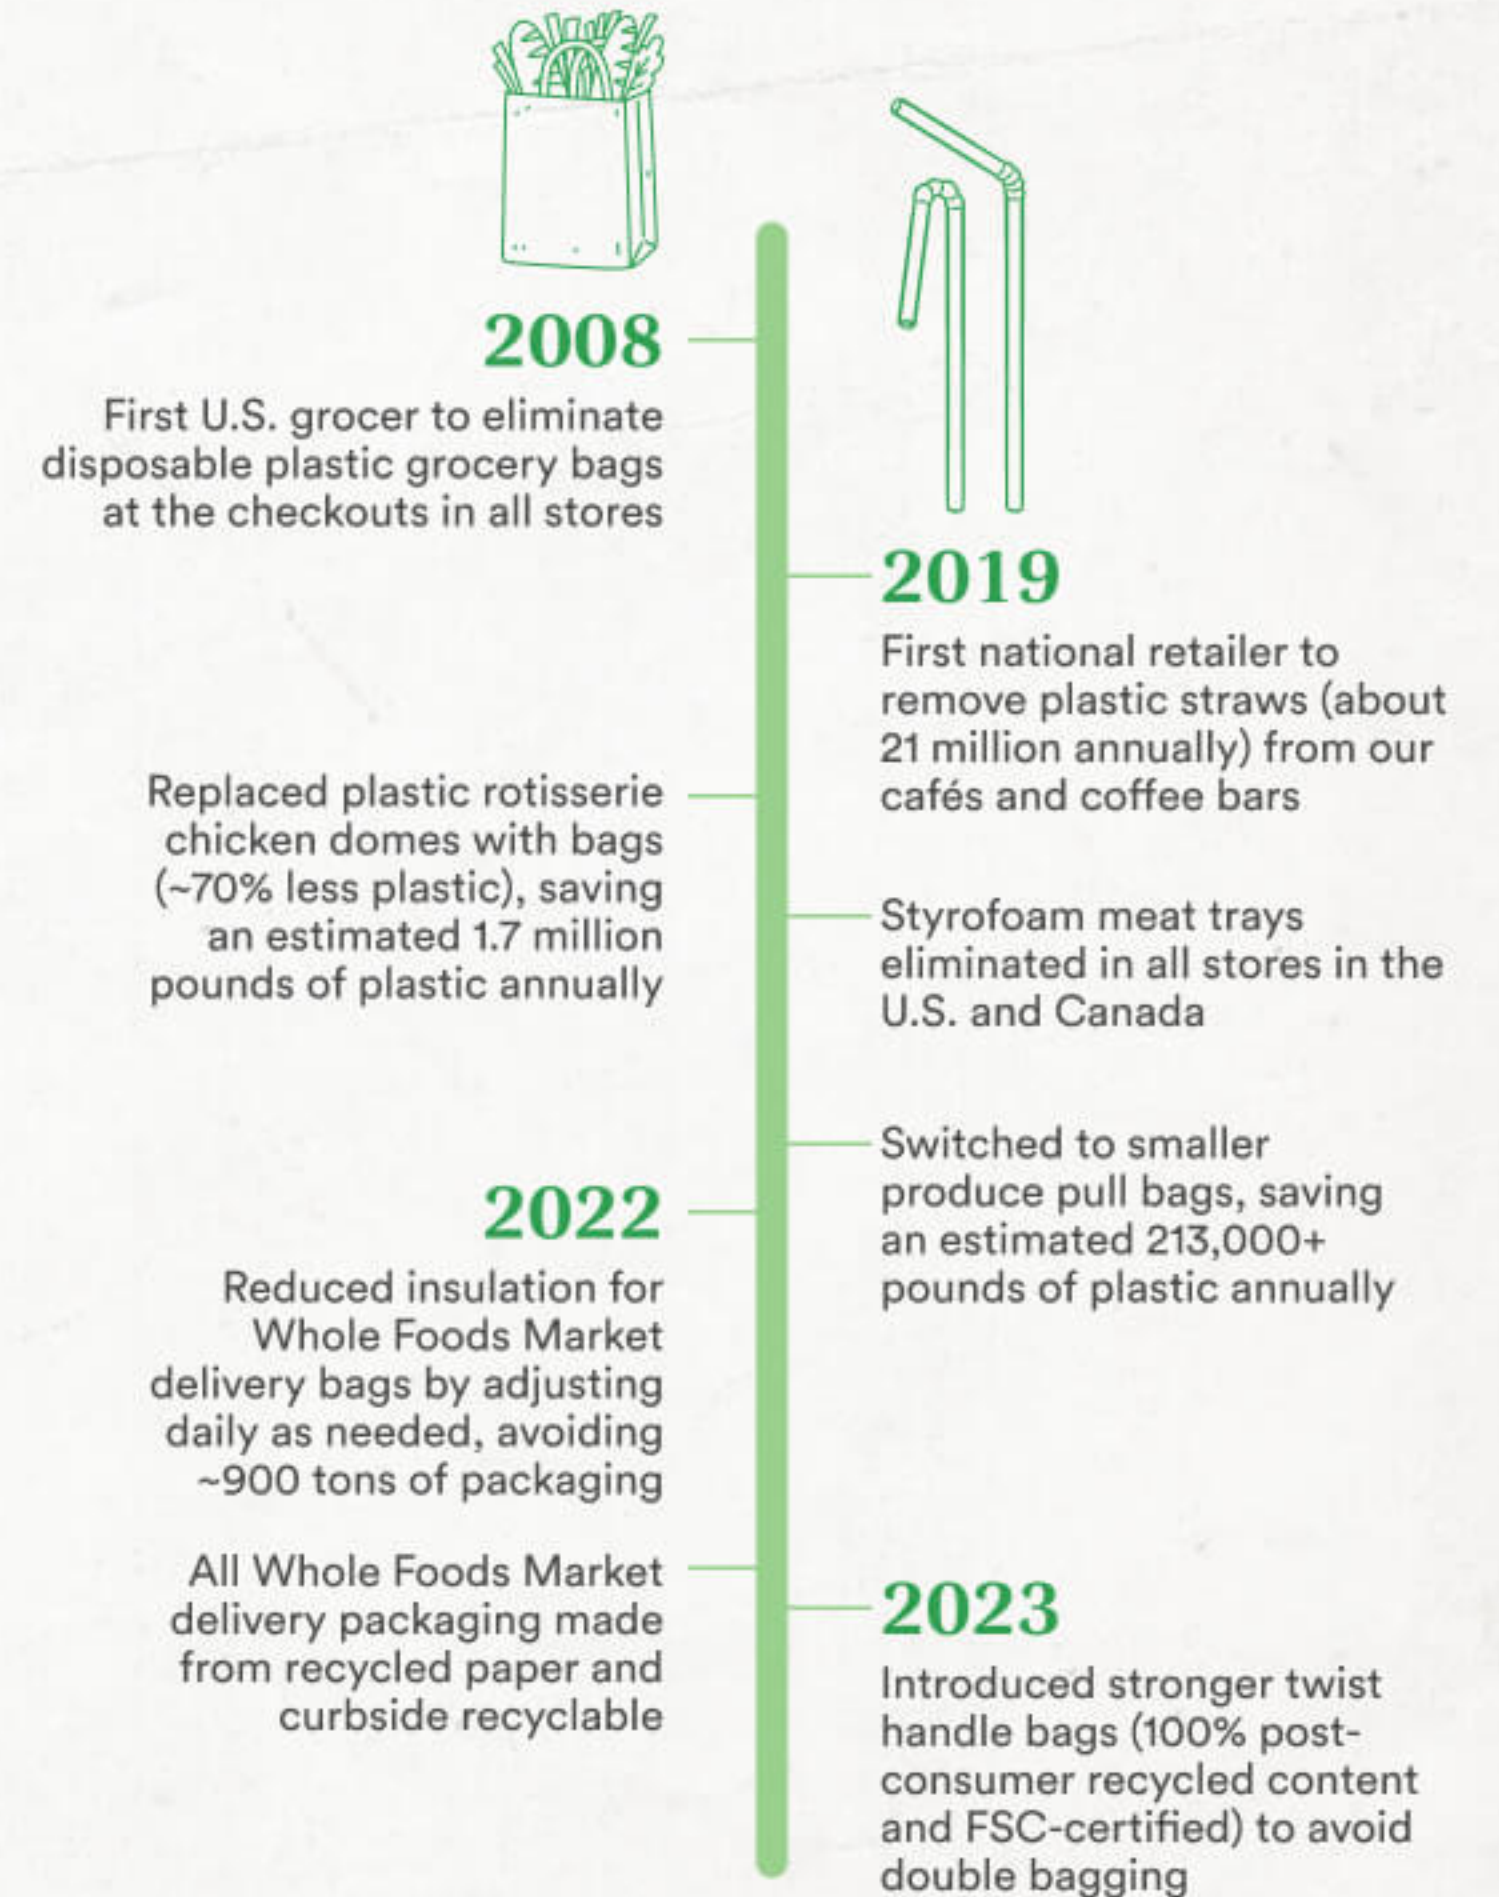 2008
First U.S. grocer to eliminate
disposable plastic grocery bags
at the checkouts in all stores
2019
First national retailer to
remove plastic straws (about
21 million annually) from our
cafés and coffee bars
Replaced plastic rotisserie
chicken domes with bags
(~70% less plastic), saving
an estimated 1.7 million
pounds of plastic annually
Styrofoam meat trays
eliminated in all stores in the
U.S. and Canada
Switched to smaller
produce pull bags, saving
an estimated 213,000+
pounds of plastic annually
2022
Reduced insulation for
Whole Foods Market
delivery bags by adjusting
daily as needed, avoiding
~900 tons of packaging
All Whole Foods Market
delivery packaging made
from recycled paper and
curbside recyclable
2023
Introduced stronger twist
handle bags (100% post-
consumer recycled content
and FSC-certified) to avoid
double bagging